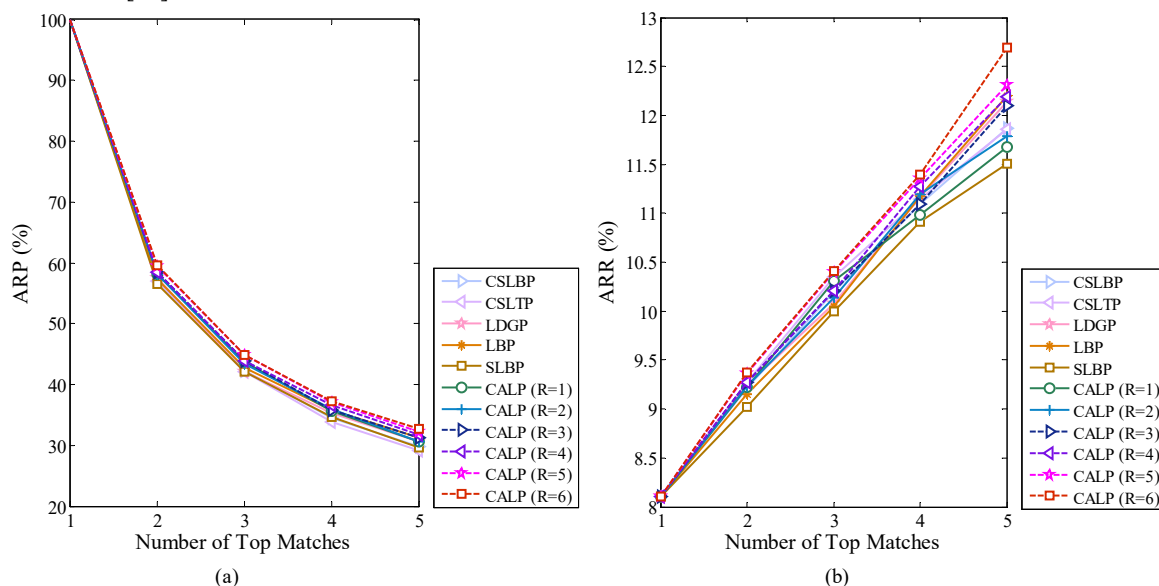 100
90
80
70
60
50
40
30
20
1 2 3 4 5
ARP (%)
Number of Top Matches
(a)
CSLBP
CSLTP
LDGP
LBP
SLBP
CALP (R=1)
CALP (R=2)
CALP (R=3)
CALP (R=4)
CALP (R=5)
CALP (R=6)
13
12.5
12
11.5
11
10.5
10
9.5
9
8.5
8
1 2 3 4 5
ARR (%)
Number of Top Matches
(b)
CSLBP
CSLTP
LDGP
LBP
SLBP
CALP (R=1)
CALP (R=2)
CALP (R=3)
CALP (R=4)
CALP (R=5)
CALP (R=6)